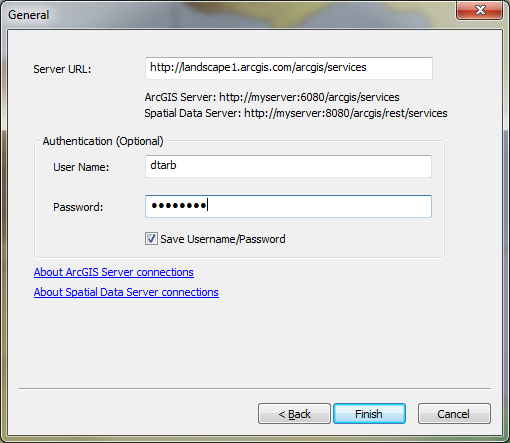 General
Server URL: http://landscape1.arcgis.com/arcgis/services
ArcGIS Server: http://myserver:6080/arcgis/services
Spatial Data Server: http://myserver:8080/arcgis/rest/services
Authentication (Optional)
User Name: dtarb
Password: ●●●●●●●●
Save Username/Password
About ArcGIS Server connections
About Spatial Data Server connections
< Back Finish Cancel